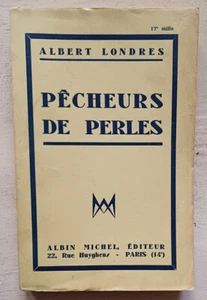 17e mille
ALBERT LONDRES
PÊCHEURS
DE PERLES
ALBIN MICHEL, ÉDITEUR
22, Rue Huyghens - PARIS (14e)